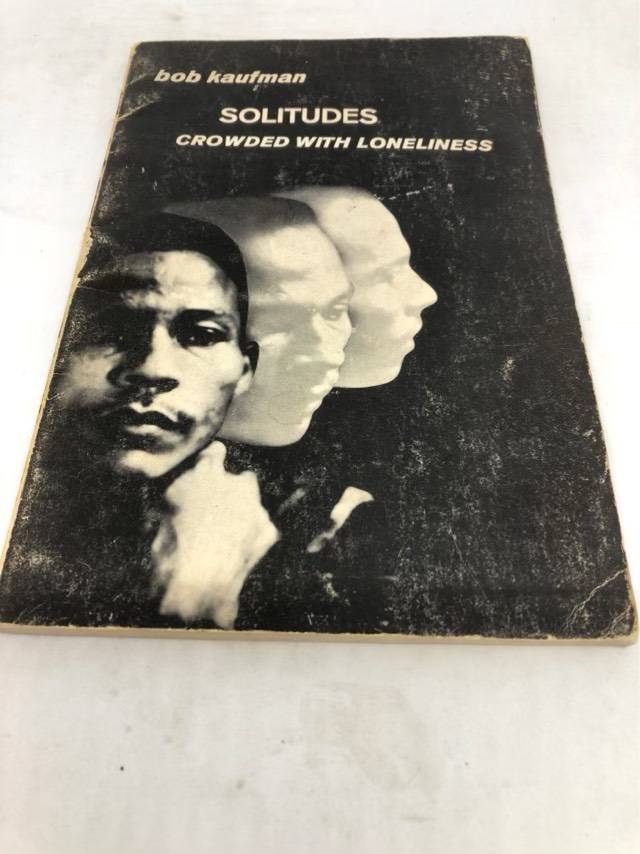 bob kaufman
SOLITUDES
CROWDED WITH LONELINESS